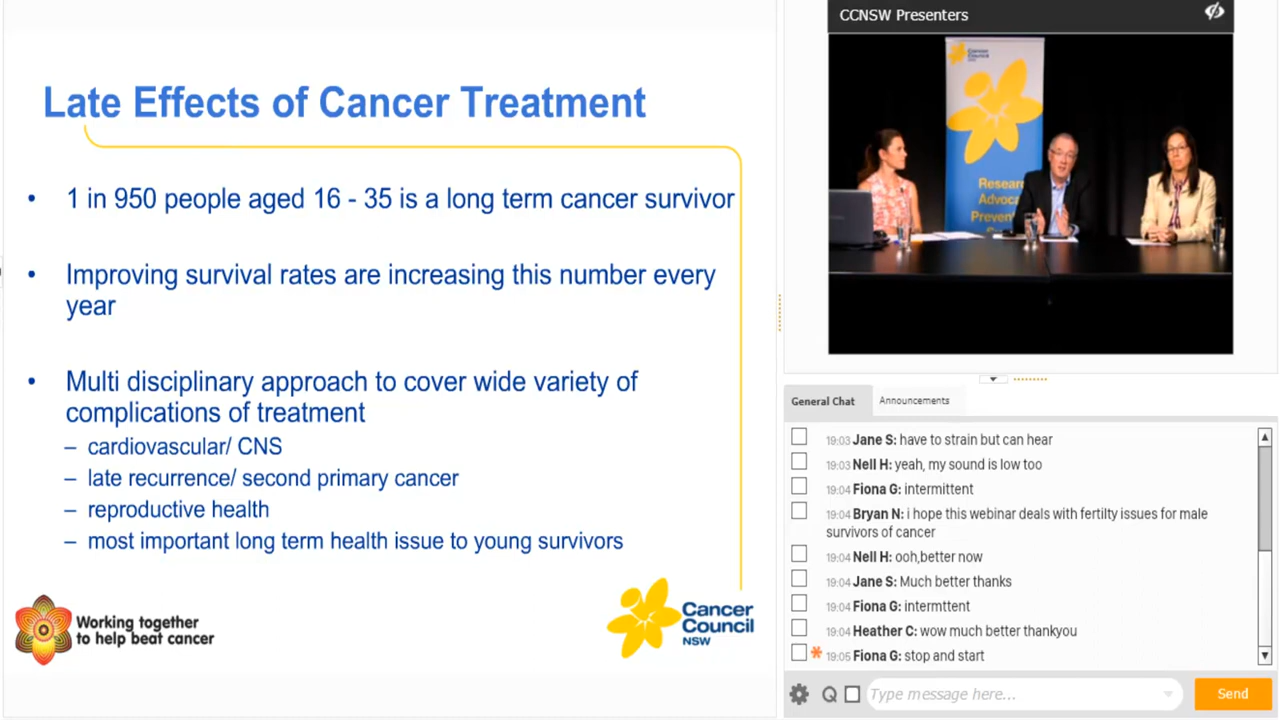 Late Effects of Cancer Treatment
• 1 in 950 people aged 16 - 35 is a long term cancer survivor
• Improving survival rates are increasing this number every
year
• Multi disciplinary approach to cover wide variety of
complications of treatment
– cardiovascular/ CNS
– late recurrence/ second primary cancer
– reproductive health
– most important long term health issue to young survivors
Working together
to help beat cancer
Cancer
Council
NSW
CCNSW Presenters
Cancer
Council
Resear
Advoca
Preven
General Chat
Announcements
19:03 Jane S: have to strain but can hear
19:03 Nell H: yeah, my sound is low too
19:04 Fiona G: intermittent
19:04 Bryan N: i hope this webinar deals with fertilty issues for male
survivors of cancer
19:04 Nell H: ooh,better now
19:04 Jane S: Much better thanks
19:04 Fiona G: intermttent
19:04 Heather C: wow much better thankyou
19:05 Fiona G: stop and start
Q
Type message here...
Send